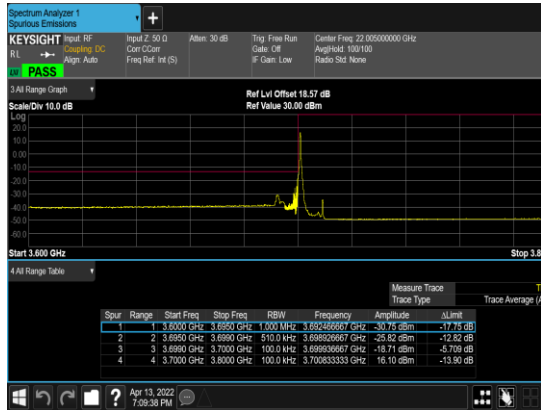 Spectrum Analyzer 1
Spurious Emissions
+
KEYSIGHT Input: RF Input Z: 50 Ω Atten: 30 dB Trig: Free Run Center Freq: 22.005000000 GHz
RL Coupling: DC Corr CCorr Gate: Off Avg|Hold: 100/100
Align: Auto Freq Ref: Int (S) IF Gain: Low Radio Std: None
PASS
3 All Range Graph
Ref Lvl Offset 18.57 dB
Scale/Div 10.0 dB Ref Value 30.00 dBm
Log
20.0
10.0
0.00
-10.0
-20.0
-30.0
-40.0
-50.0
-60.0
Start 3.600 GHz Stop 3.8
4 All Range Table
Measure Trace T
Trace Type Trace Average (A
Spur Range Start Freq Stop Freq RBW Frequency Amplitude ΔLimit
1 1 3.6000 GHz 3.6950 GHz 1.000 MHz 3.692466667 GHz -30.75 dBm -17.75 dB
2 2 3.6950 GHz 3.6990 GHz 510.0 kHz 3.698926667 GHz -25.82 dBm -12.82 dB
3 3 3.6990 GHz 3.7000 GHz 100.0 kHz 3.699936667 GHz -18.71 dBm -5.709 dB
4 4 3.7000 GHz 3.8000 GHz 100.0 kHz 3.700833333 GHz 16.10 dBm -13.90 dB
? Apr 13, 2022
7:09:38 PM